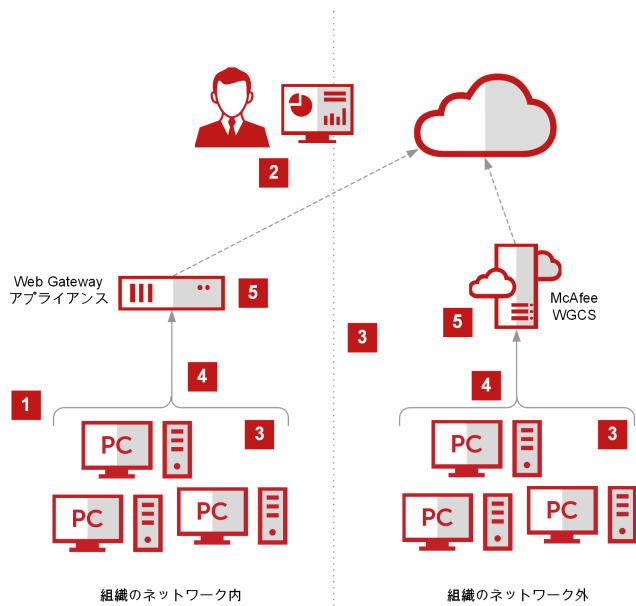 2
Web Gateway
アプライアンス
5
McAfee
WGCS
5
3
4
4
1
3
3
PC
PC
PC
PC
PC
PC
組織のネットワーク内
組織のネットワーク外